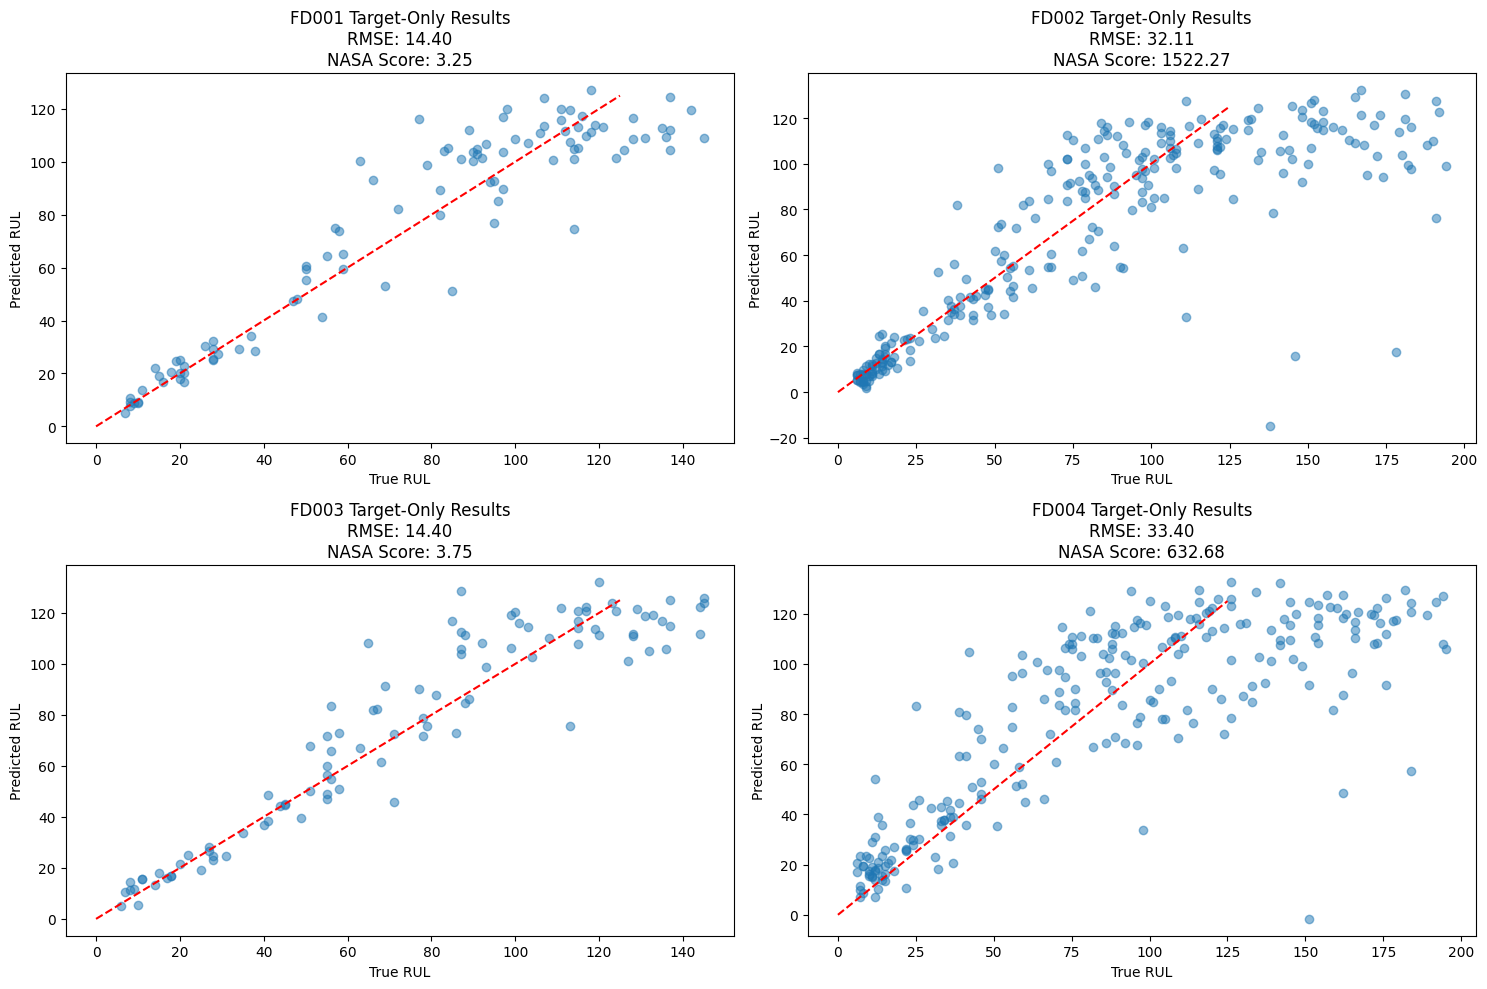 FD001 Target-Only Results
RMSE: 14.40
NASA Score: 3.25
Predicted RUL
120
100
80
60
40
20
0
0 20 40 60 80 100 120 140
True RUL
FD002 Target-Only Results
RMSE: 32.11
NASA Score: 1522.27
Predicted RUL
120
100
80
60
40
20
0
−20
0 25 50 75 100 125 150 175 200
True RUL
FD003 Target-Only Results
RMSE: 14.40
NASA Score: 3.75
Predicted RUL
120
100
80
60
40
20
0
0 20 40 60 80 100 120 140
True RUL
FD004 Target-Only Results
RMSE: 33.40
NASA Score: 632.68
Predicted RUL
120
100
80
60
40
20
0
0 25 50 75 100 125 150 175 200
True RUL